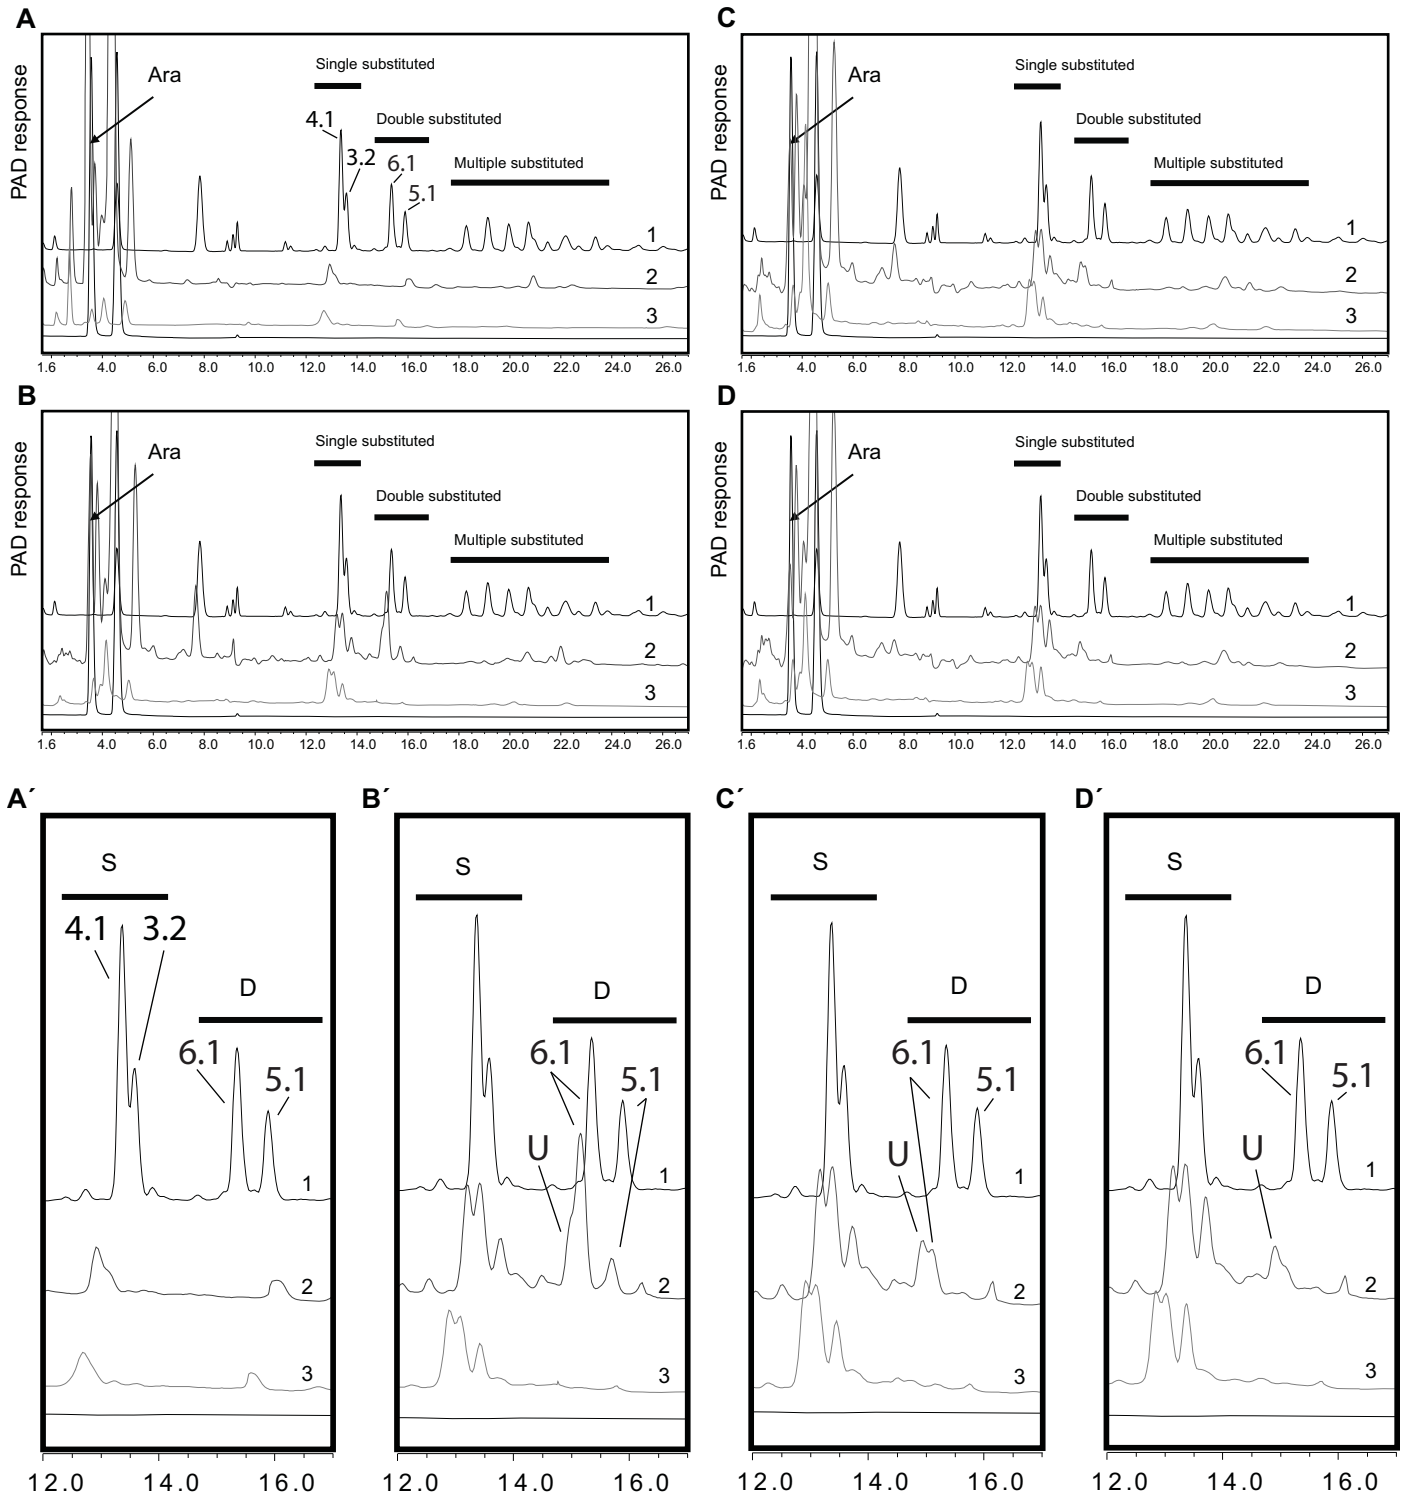 A
PAD response
Ara
Single substituted
Double substituted
Multiple substituted
4.1
3.2
6.1
5.1
1
2
3
1.6 4.0 6.0 8.0 10.0 12.0 14.0 16.0 18.0 20.0 22.0 24.0 26.0
C
PAD response
Ara
Single substituted
Double substituted
Multiple substituted
1
2
3
1.6 4.0 6.0 8.0 10.0 12.0 14.0 16.0 18.0 20.0 22.0 24.0 26.0
B
PAD response
Ara
Single substituted
Double substituted
Multiple substituted
1
2
3
1.6 4.0 6.0 8.0 10.0 12.0 14.0 16.0 18.0 20.0 22.0 24.0 26.0
D
PAD response
Ara
Single substituted
Double substituted
Multiple substituted
1
2
3
1.6 4.0 6.0 8.0 10.0 12.0 14.0 16.0 18.0 20.0 22.0 24.0 26.0
A´
S
4.1 3.2
D
6.1
5.1
1
2
3
12.0 14.0 16.0
B´
S
D
6.1
5.1
U
1
2
3
12.0 14.0 16.0
C´
S
D
6.1
5.1
U
1
2
3
12.0 14.0 16.0
D´
S
D
6.1
5.1
U
1
2
3
12.0 14.0 16.0